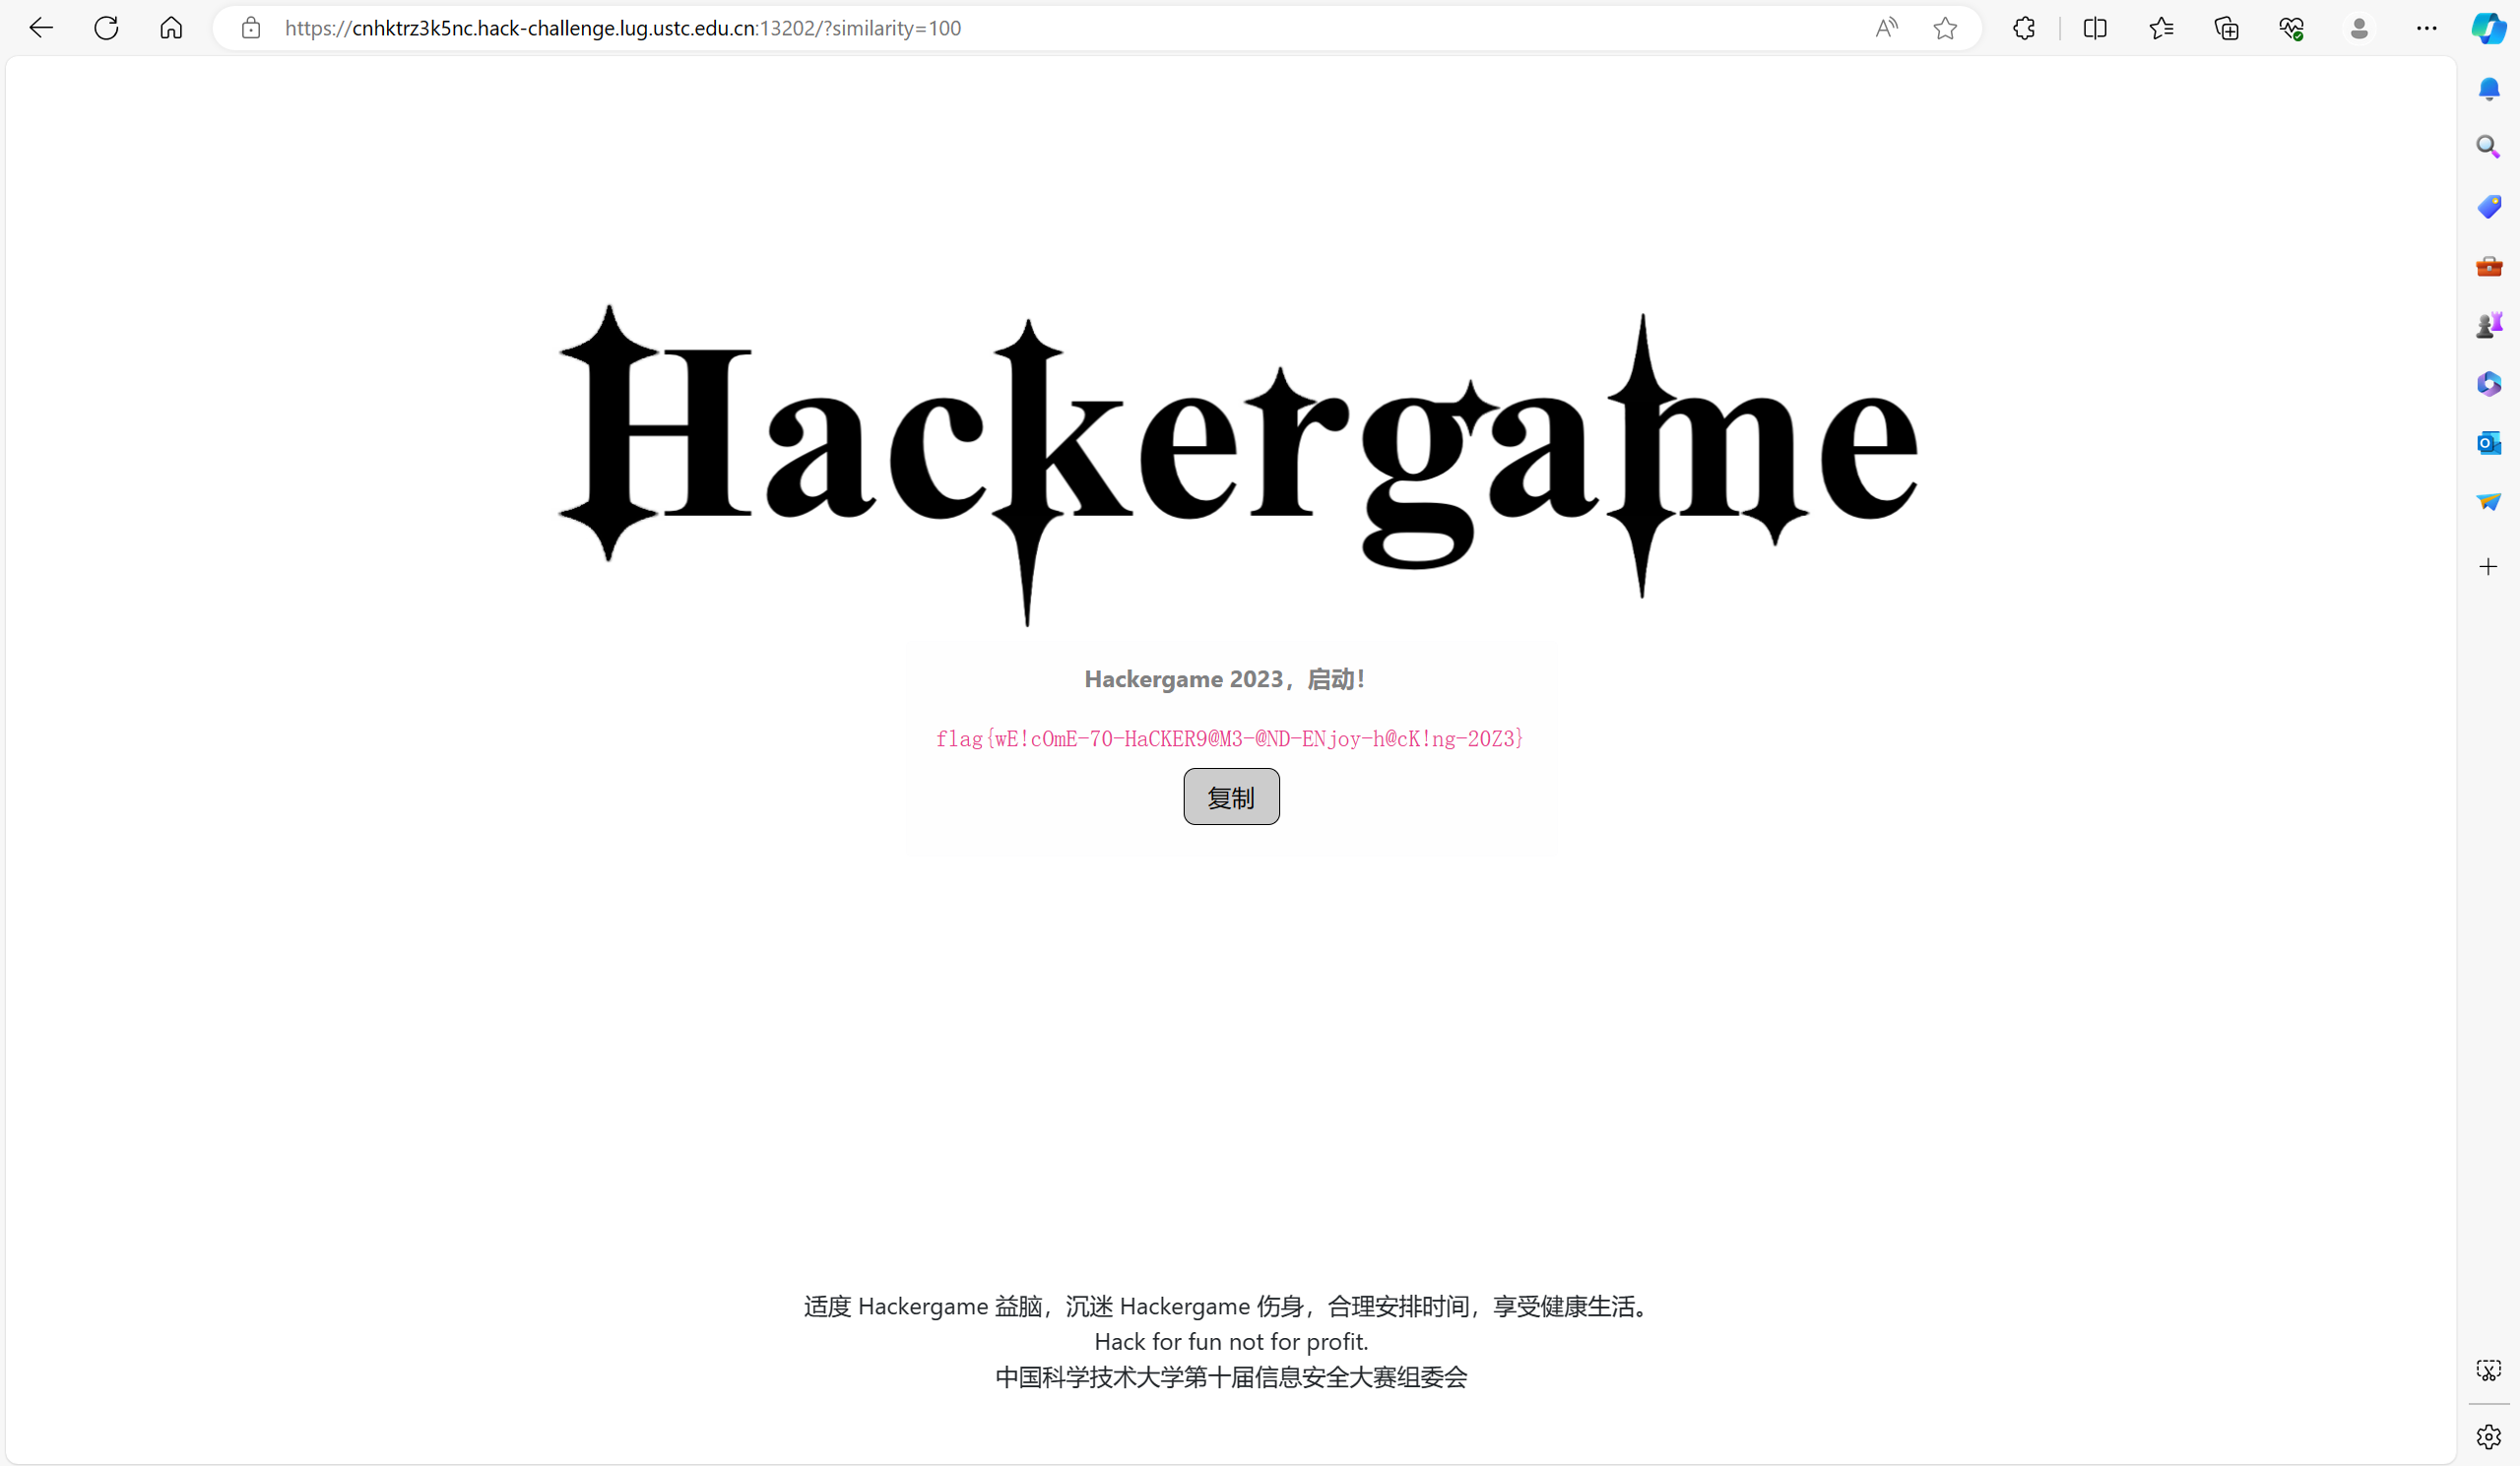 https://cnhktrz3k5nc.hack-challenge.lug.ustc.edu.cn:13202/?similarity=100
Hackergame
Hackergame 2023，启动！
flag{wE!cOmE-7O-HaCKER9@M3-@ND-ENjoy-h@cK!ng-2OZ3}
复制
适度 Hackergame 益脑，沉迷 Hackergame 伤身，合理安排时间，享受健康生活。
Hack for fun not for profit.
中国科学技术大学第十届信息安全大赛组委会